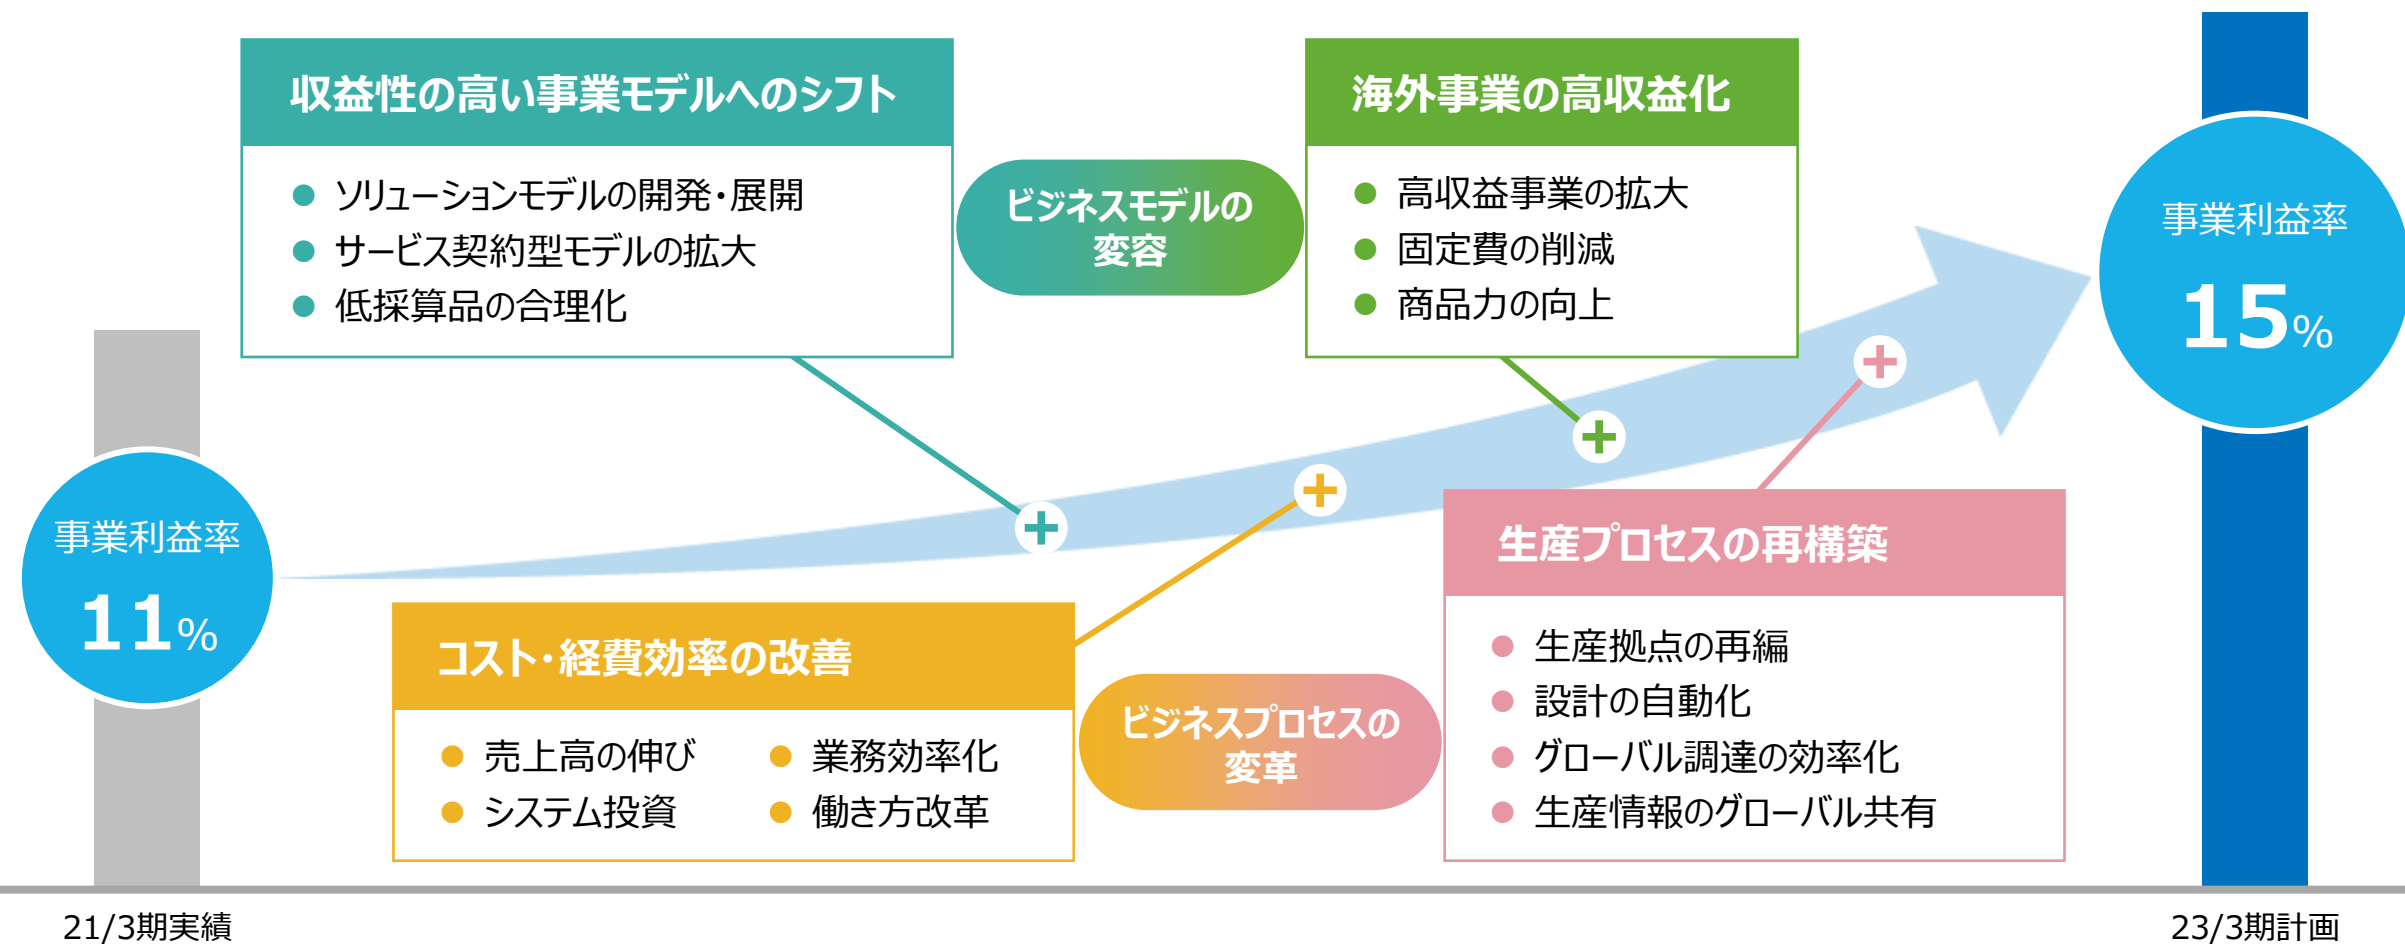 収益性の高い事業モデルへのシフト
ソリューションモデルの開発・展開
サービス契約型モデルの拡大
低採算品の合理化
ビジネスモデルの
変容
海外事業の高収益化
高収益事業の拡大
固定費の削減
商品力の向上
事業利益率
15%
事業利益率
11%
コスト・経費効率の改善
売上高の伸び
業務効率化
システム投資
働き方改革
ビジネスプロセスの
変革
生産プロセスの再構築
生産拠点の再編
設計の自動化
グローバル調達の効率化
生産情報のグローバル共有
21/3期実績
23/3期計画